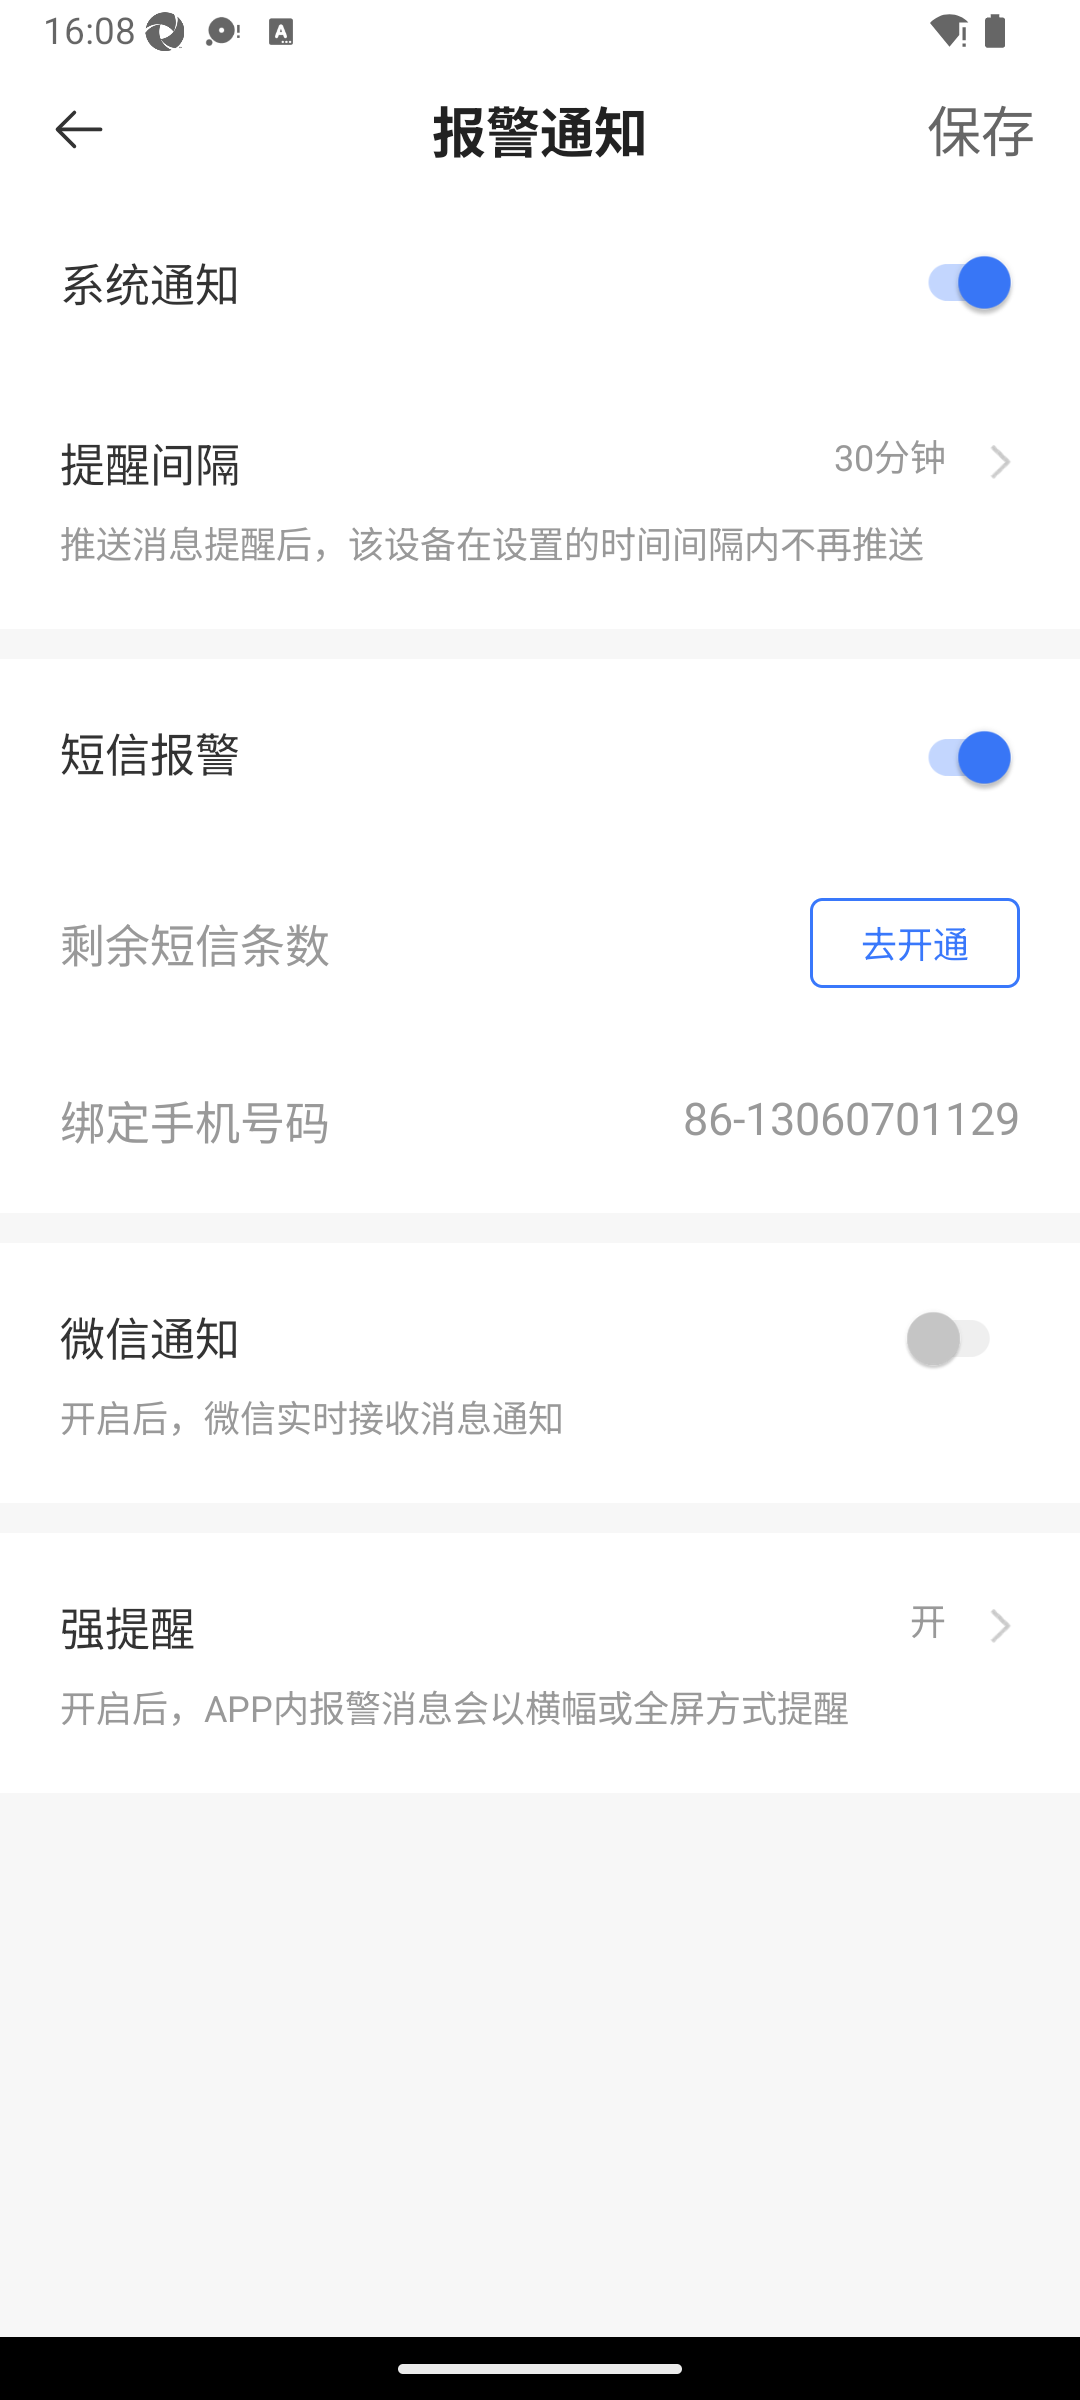 16:08
报警通知
保存
系统通知
提醒间隔
30分钟
推送消息提醒后，该设备在设置的时间间隔内不再推送
短信报警
剩余短信条数
去开通
绑定手机号码
86-13060701129
微信通知
开启后，微信实时接收消息通知
强提醒
开
开启后，APP内报警消息会以横幅或全屏方式提醒